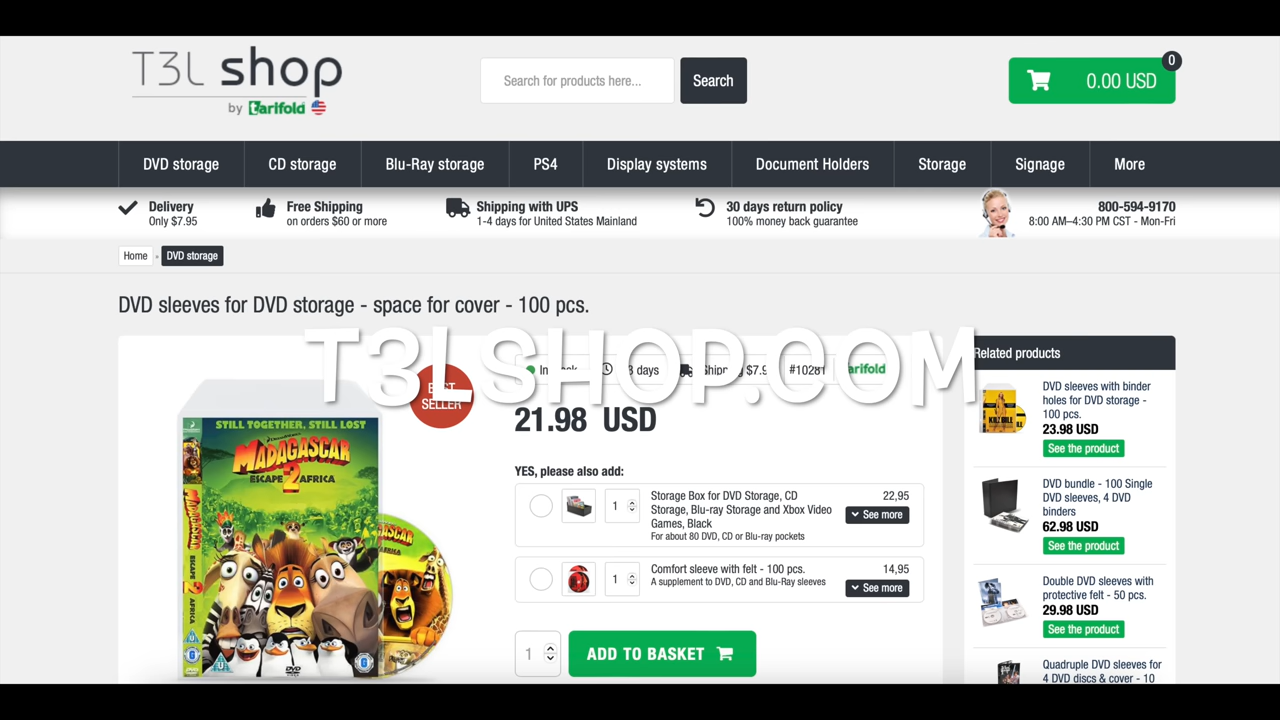 T3L shop
by tarifold
Search for products here...
Search
0
0.00 USD
DVD storage
CD storage
Blu-Ray storage
PS4
Display systems
Document Holders
Storage
Signage
More
Delivery
Only $7.95
Free Shipping
on orders $60 or more
Shipping with UPS
1-4 days for United States Mainland
30 days return policy
100% money back guarantee
800-594-9170
8:00 AM–4:30 PM CST - Mon-Fri
Home » DVD storage
DVD sleeves for DVD storage - space for cover - 100 pcs.
T3LSHOP.COM
SELLER
days
#10281
21.98 USD
YES, please also add:
1
Storage Box for DVD Storage, CD
Storage, Blu-ray Storage and Xbox Video
Games, Black
For about 80 DVD, CD or Blu-ray pockets
22,95
See more
1
Comfort sleeve with felt - 100 pcs.
A supplement to DVD, CD and Blu-Ray sleeves
14,95
See more
1
ADD TO BASKET
STILL TOGETHER, STILL LOST
MADAGASCAR
ESCAPE 2 AFRICA
DVD
Related products
DVD sleeves with binder
holes for DVD storage -
100 pcs.
23.98 USD
See the product
DVD bundle - 100 Single
DVD sleeves, 4 DVD
binders
62.98 USD
See the product
Double DVD sleeves with
protective felt - 50 pcs.
29.98 USD
See the product
Quadruple DVD sleeves for
4 DVD discs & cover - 10